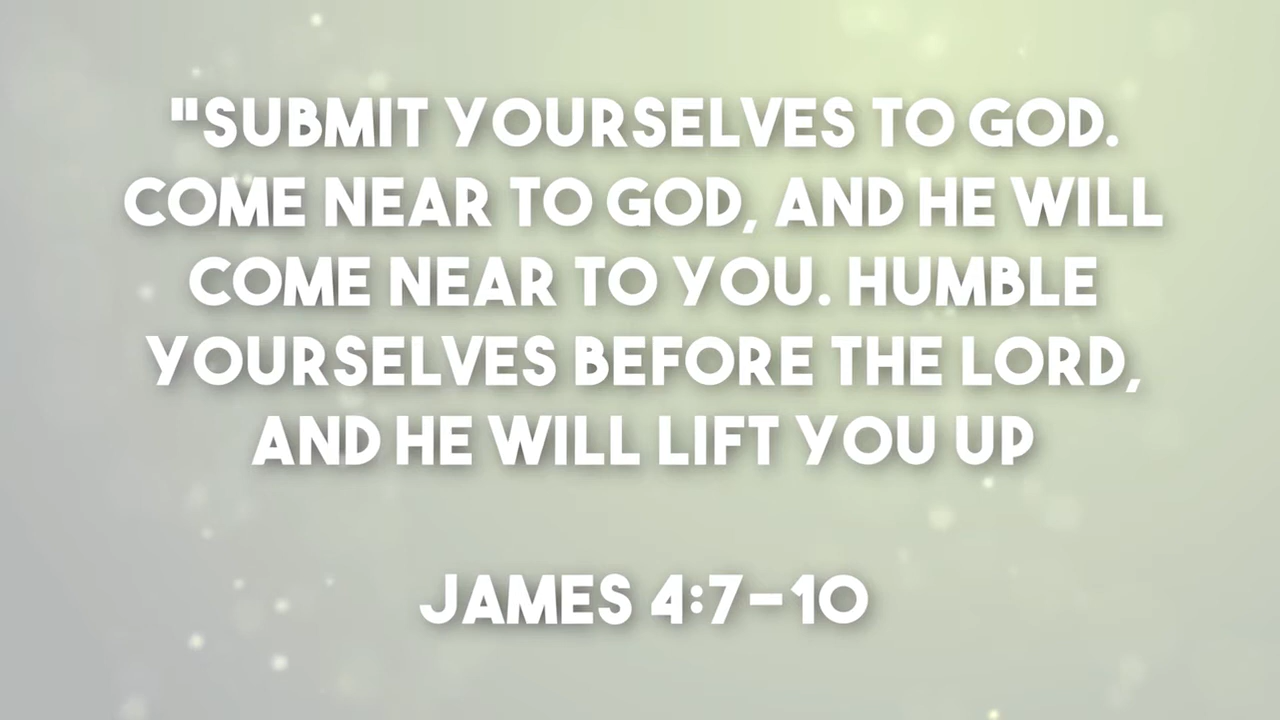 "SUBMIT YOURSELVES TO GOD.
COME NEAR TO GOD, AND HE WILL
COME NEAR TO YOU. HUMBLE
YOURSELVES BEFORE THE LORD,
AND HE WILL LIFT YOU UP
JAMES 4:7-10